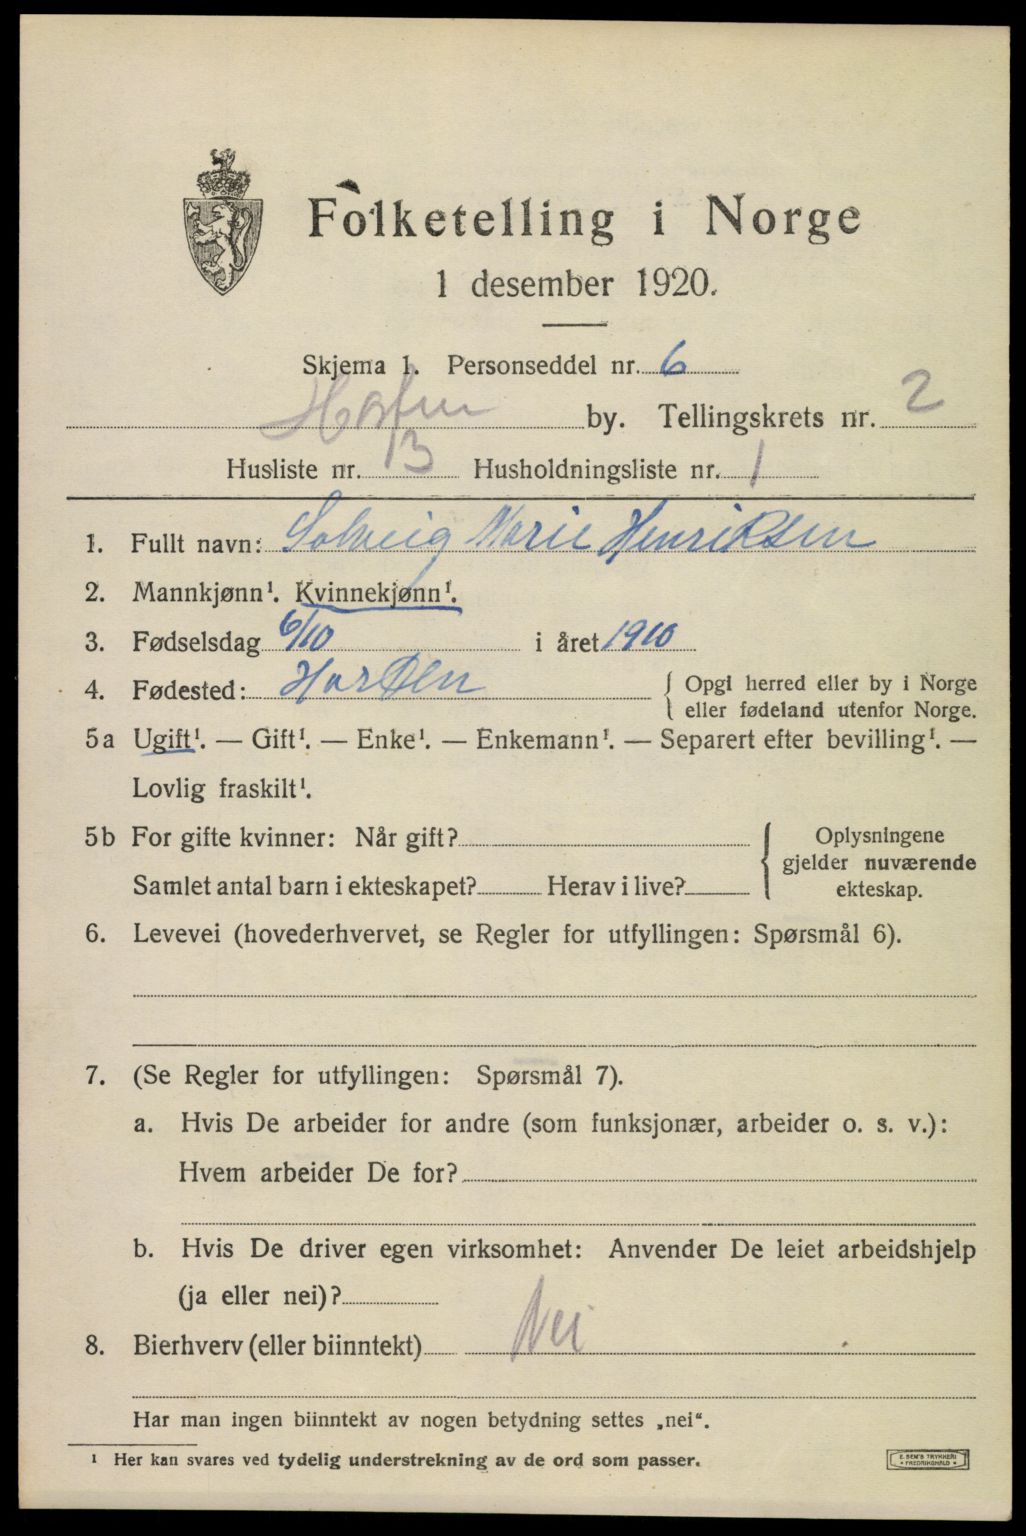 Folketelling i Norge
1 desember 1920.
Skjema 1. Personseddel nr. 6
Horten by. Tellingskrets nr. 2
Husliste nr. 13 Husholdningsliste nr. 1
1. Fullt navn: Solveig Marie Henriksen
2. Mannkjønn¹. Kvinnekjønn¹.
3. Fødselsdag 6/10 i året 1910
4. Fødested: Horten { Opgi herred eller by i Norge
eller fødeland utenfor Norge.
5a Ugift¹. — Gift¹. — Enke¹. — Enkemann¹. — Separert efter bevilling¹. —
Lovlig fraskilt¹.
5b For gifte kvinner: Når gift?
Samlet antal barn i ekteskapet? Herav i live?
{ Oplysningene
gjelder nuværende
ekteskap.
6. Levevei (hovederhvervet, se Regler for utfyllingen: Spørsmål 6).
7. (Se Regler for utfyllingen: Spørsmål 7).
a. Hvis De arbeider for andre (som funksjonær, arbeider o. s. v.):
Hvem arbeider De for?
b. Hvis De driver egen virksomhet: Anvender De leiet arbeidshjelp
(ja eller nei)?
8. Bierhverv (eller biinntekt) Nei
Har man ingen biinntekt av nogen betydning settes „nei“.
¹ Her kan svares ved tydelig understrekning av de ord som passer.
E. SEM'S TRYKKERI
• FREDRIKSHALD •